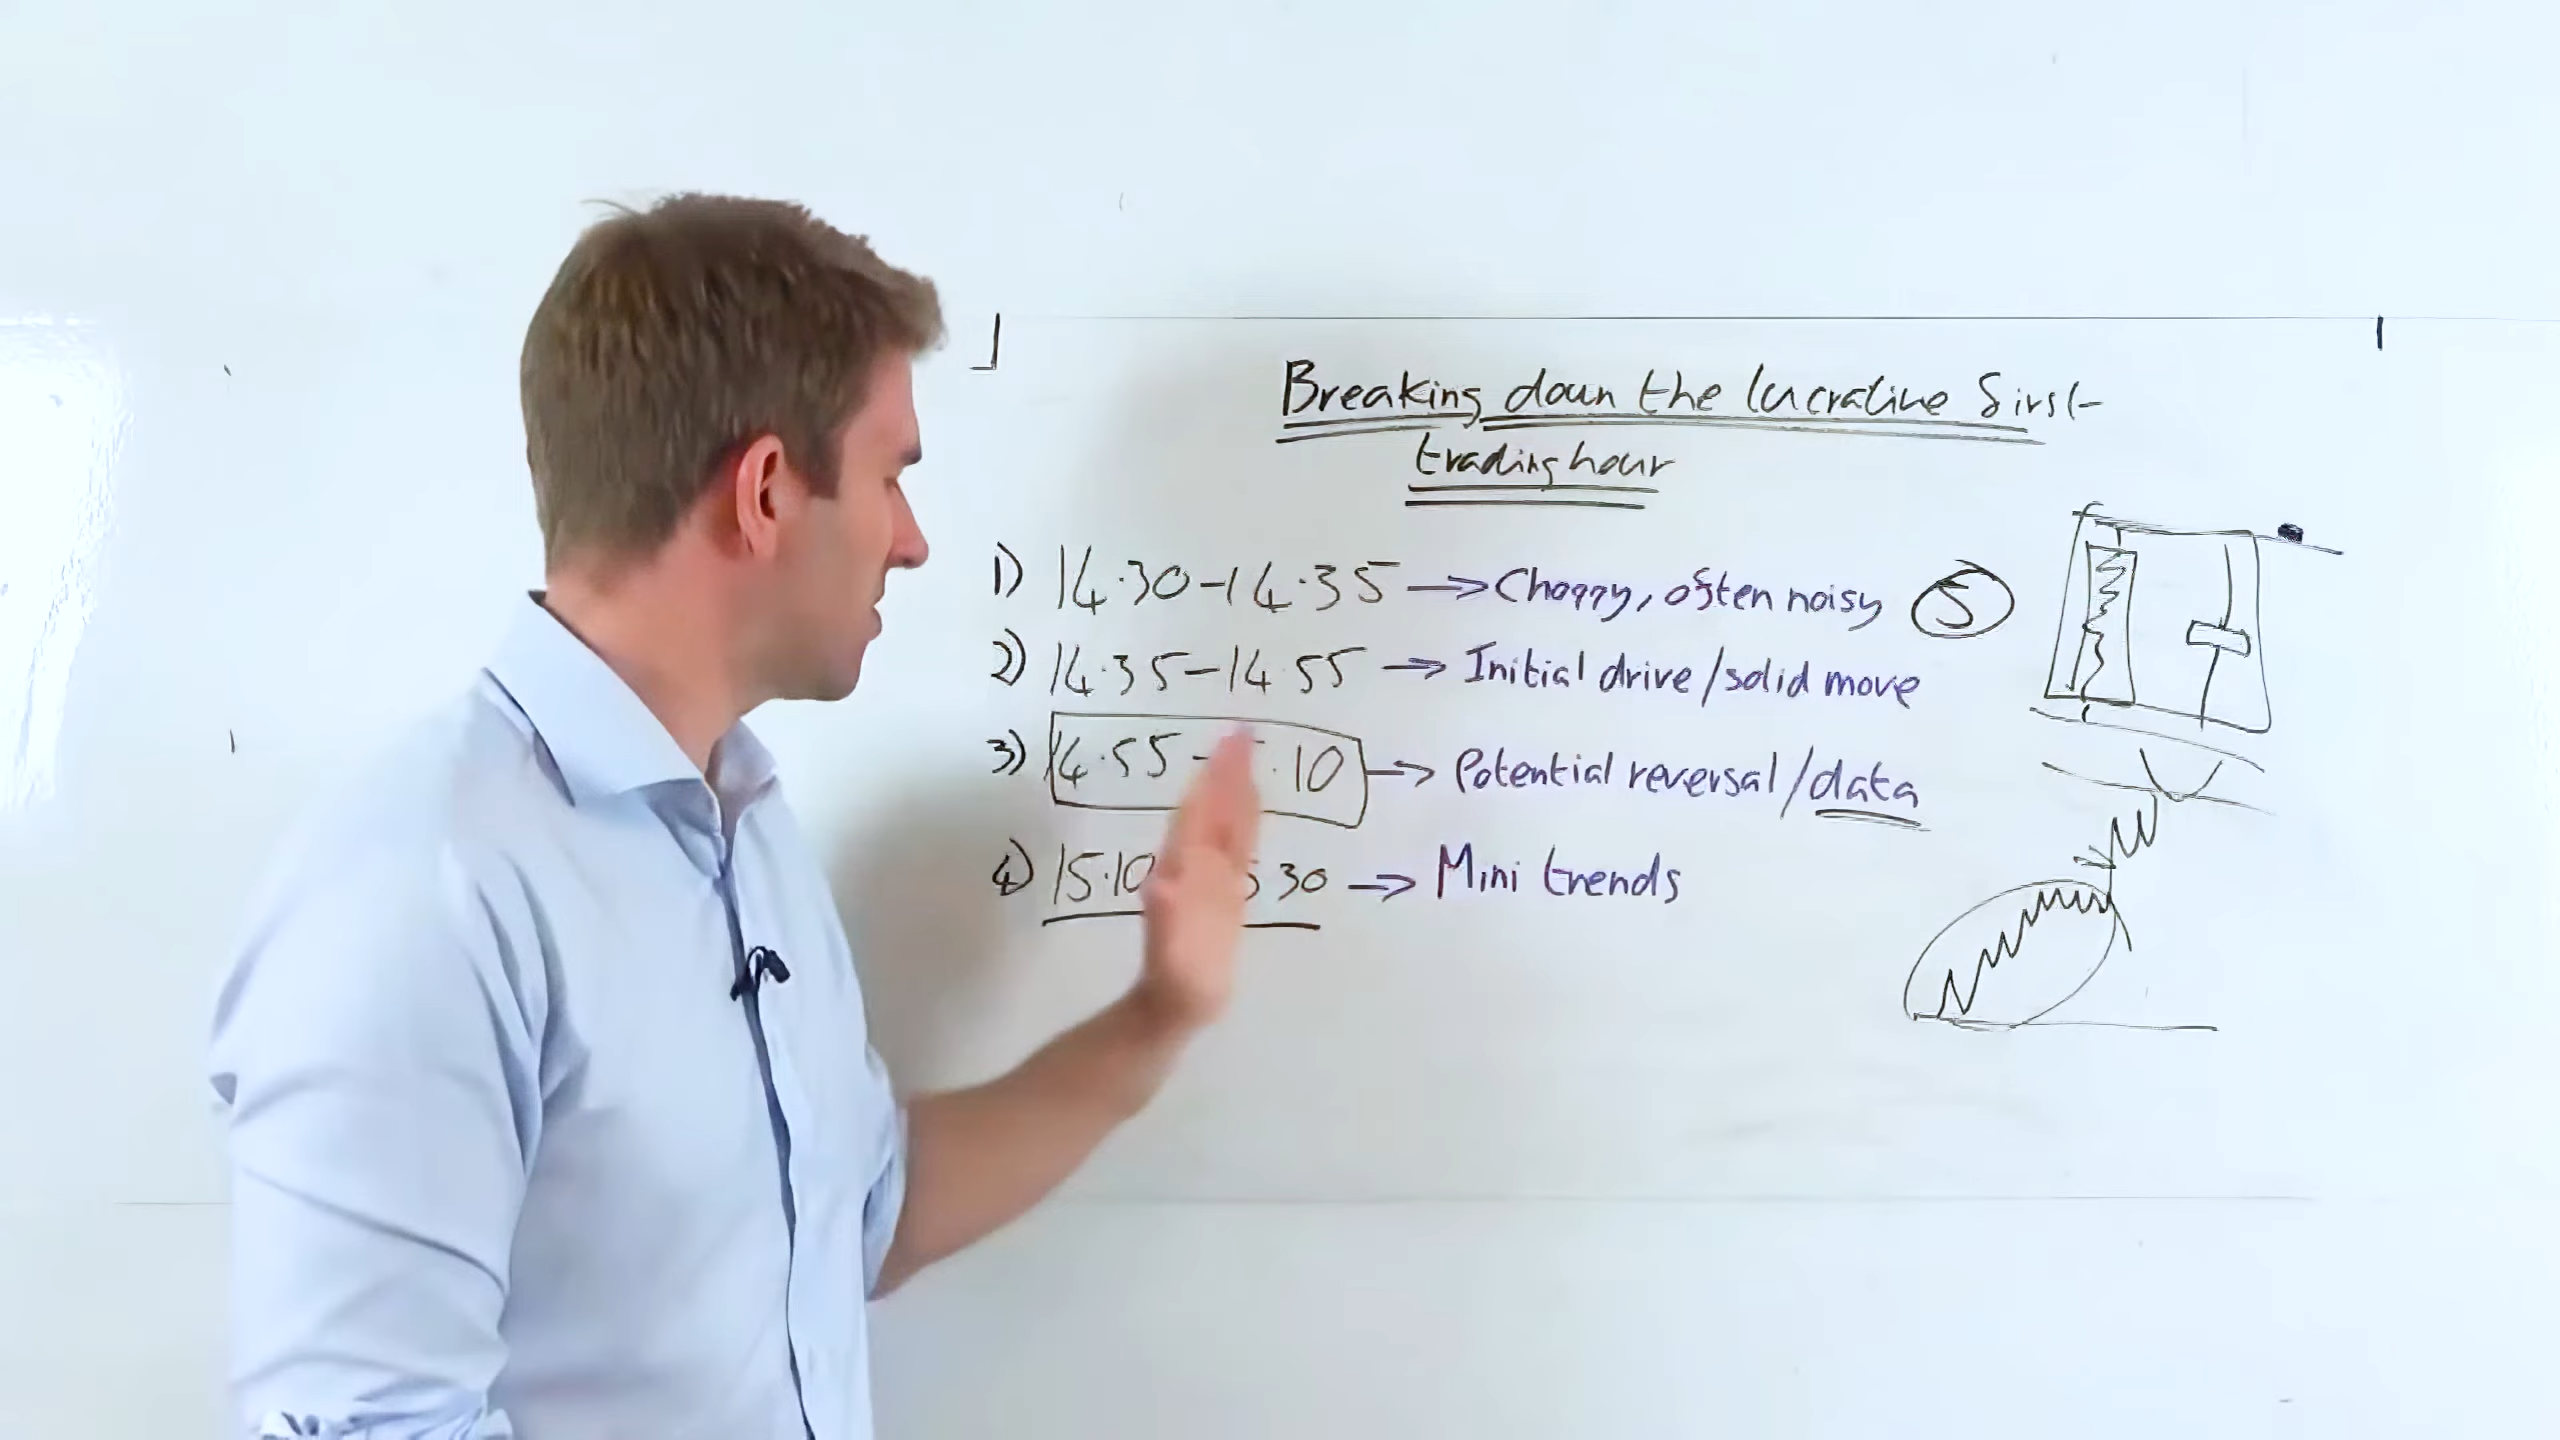 Breaking down the lucrative first
trading hour
1) 14.30-14.35 → Choppy, often noisy 5
2) 14.35-14.55 → Initial drive/solid move
3) 14.55- .10 → Potential reversal/data
4) 15.10 30 → Mini trends